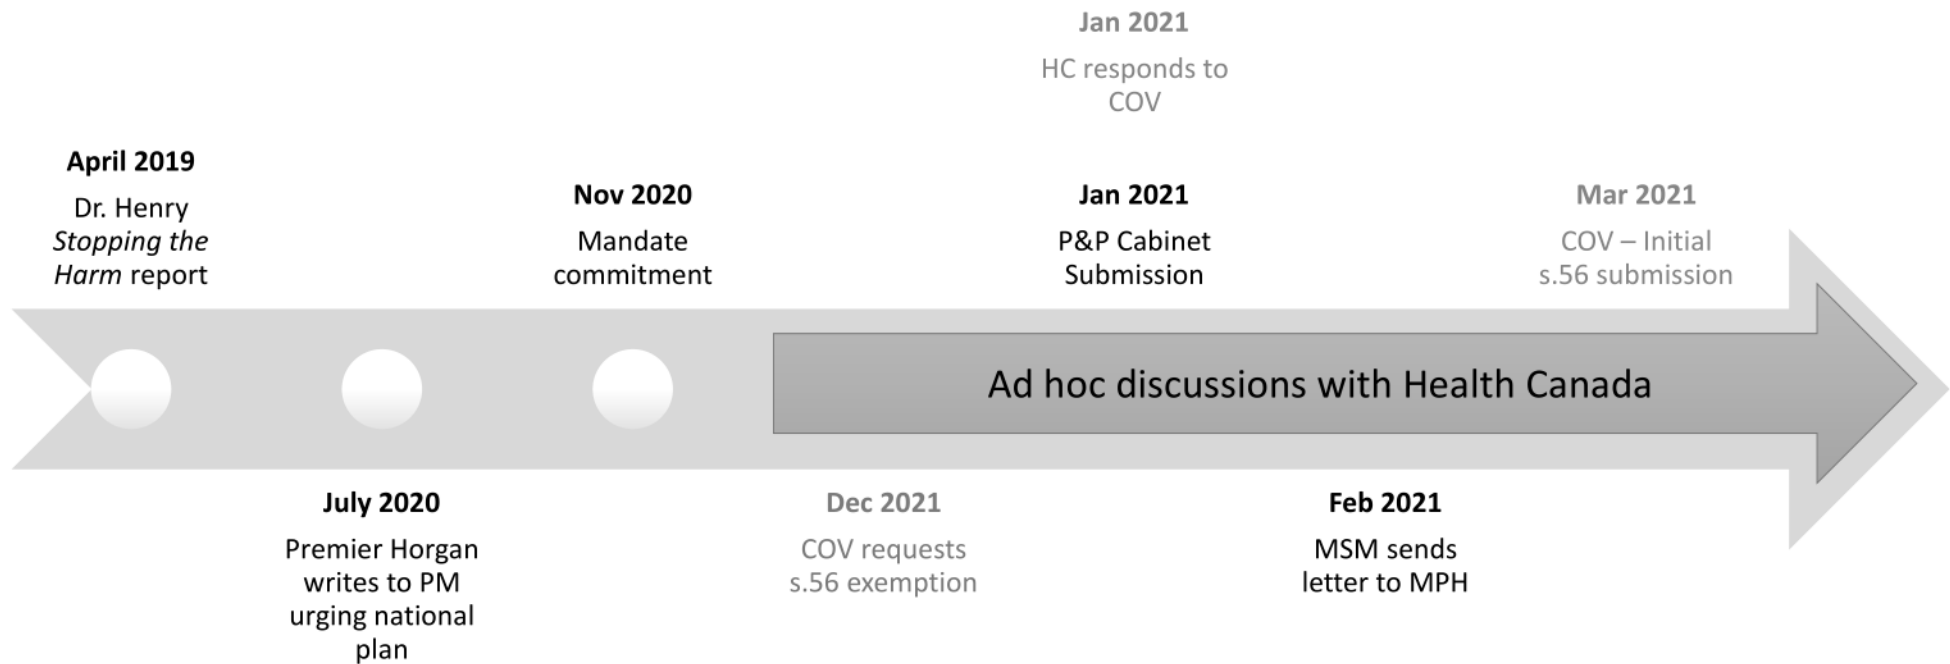 Jan 2021
HC responds to
COV
April 2019
Dr. Henry
Stopping the
Harm report
Nov 2020
Mandate
commitment
Jan 2021
P&P Cabinet
Submission
Mar 2021
COV – Initial
s.56 submission
Ad hoc discussions with Health Canada
July 2020
Premier Horgan
writes to PM
urging national
plan
Dec 2021
COV requests
s.56 exemption
Feb 2021
MSM sends
letter to MPH